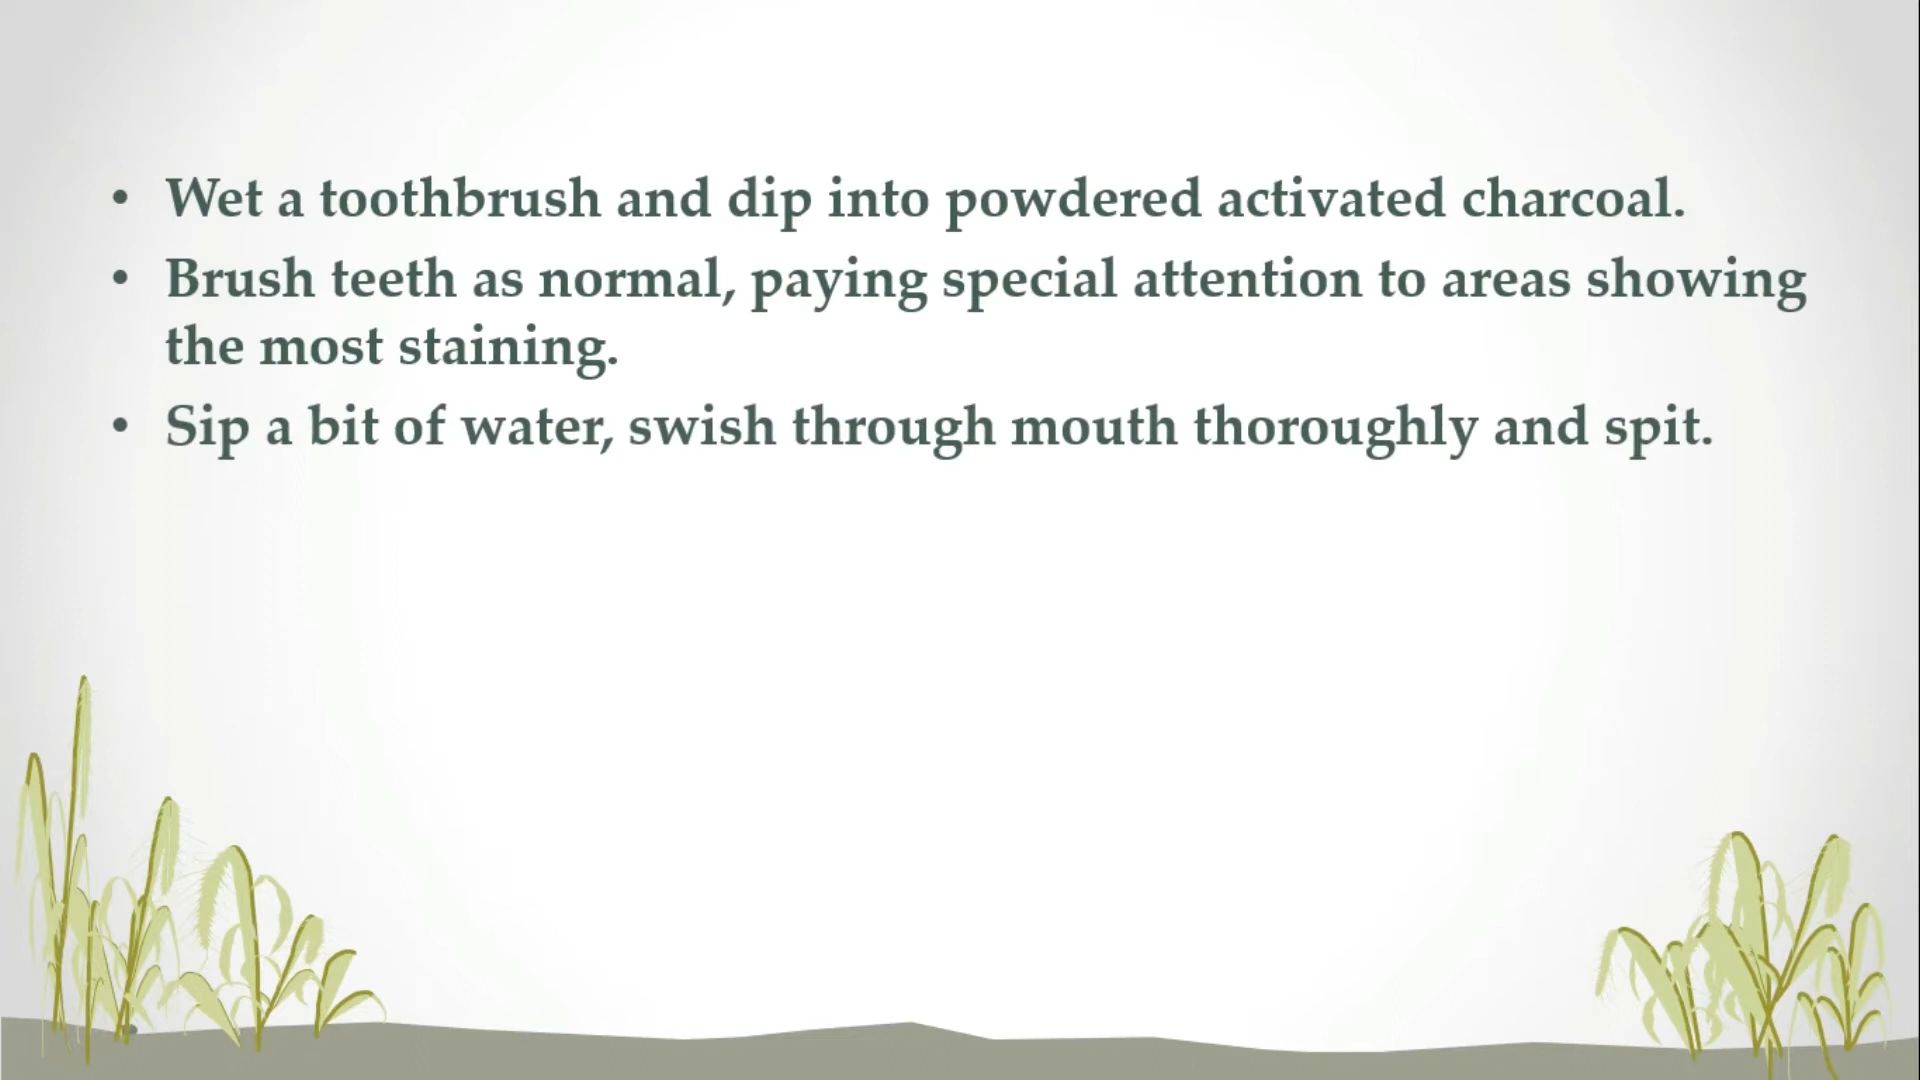 • Wet a toothbrush and dip into powdered activated charcoal.
• Brush teeth as normal, paying special attention to areas showing
the most staining.
• Sip a bit of water, swish through mouth thoroughly and spit.